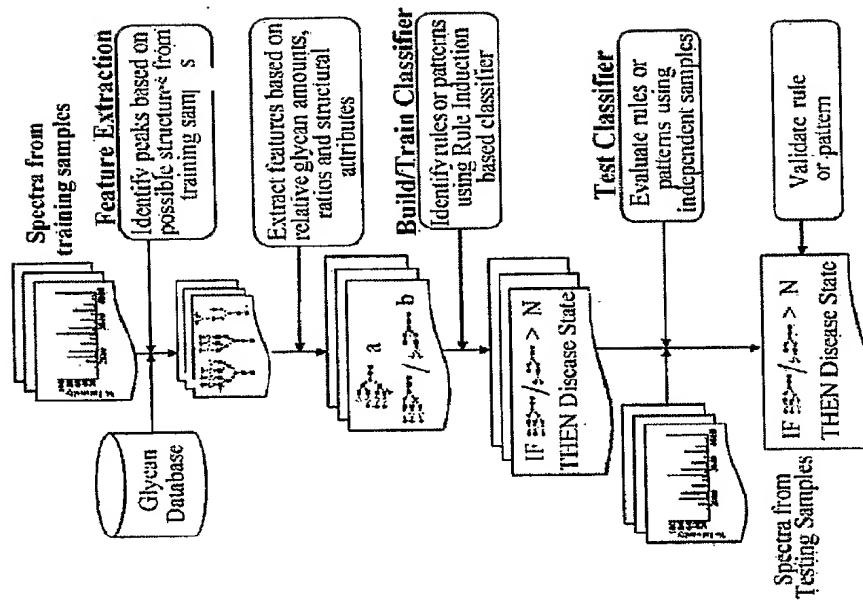 Spectra from
training samples
Glycan
Database
% Intensity
Feature Extraction
Identify peaks based on
possible structures from
training sam s
Extract features based on
relative glycan amounts,
ratios and structural
attributes
a
/ b
Build/Train Classifier
Identify rules or patterns
using Rule Induction
based classifier
IF / > N
THEN Disease State
Test Classifier
Evaluate rules or
patterns using
independent samples
% Intensity
Spectra from
Testing Samples
Validate rule
or pattern
IF / > N
THEN Disease State